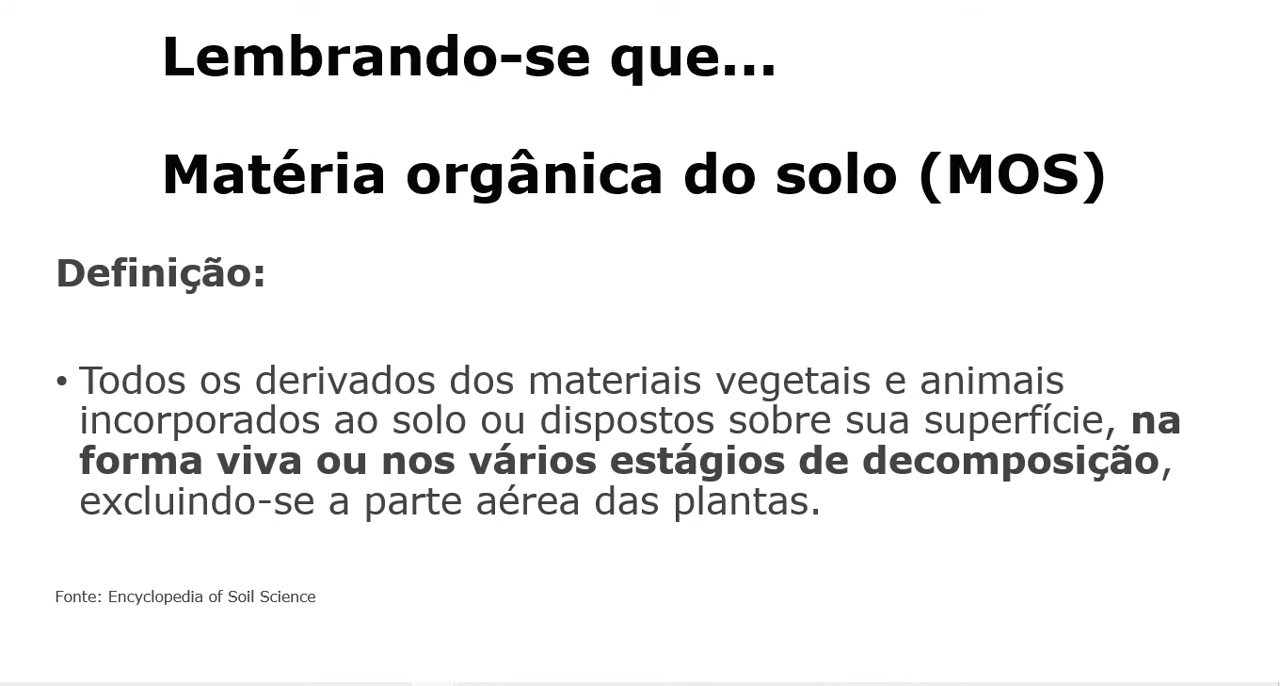 Lembrando-se que...
Matéria orgânica do solo (MOS)
Definição:
• Todos os derivados dos materiais vegetais e animais
incorporados ao solo ou dispostos sobre sua superfície, na
forma viva ou nos vários estágios de decomposição,
excluindo-se a parte aérea das plantas.
Fonte: Encyclopedia of Soil Science